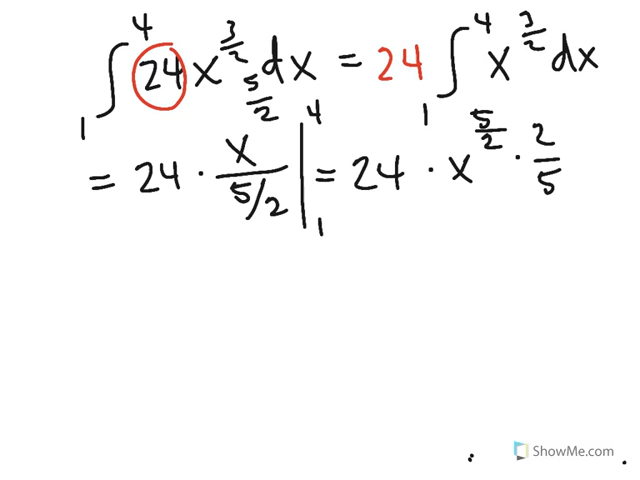 ∫₁⁴ 24 x^(3/2) dx = 24 ∫₁⁴ x^(3/2) dx
= 24 · x^(5/2) / (5/2) |₁⁴ = 24 · x^(5/2) · 2/5
ShowMe.com